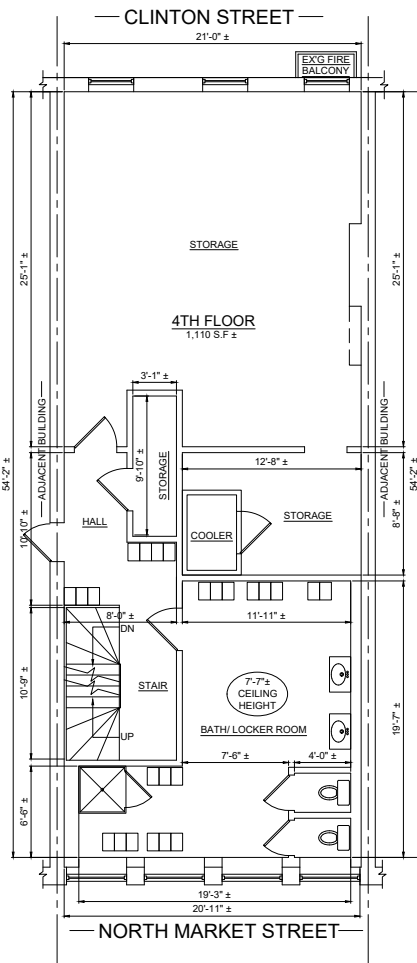 CLINTON STREET
21'-0" ±
EX'G FIRE
BALCONY
STORAGE
25'-1" ±
25'-1" ±
4TH FLOOR
1,110 S.F ±
3'-1" ±
ADJACENT BUILDING
54'-2" ±
9'-10" ±
STORAGE
12'-8" ±
ADJACENT BUILDING
54'-2" ±
10'-10" ±
HALL
COOLER
STORAGE
8'-8" ±
8'-0" ±
11'-11" ±
DN
10'-9" ±
STAIR
7'-7"±
CEILING
HEIGHT
BATH/ LOCKER ROOM
19'-7" ±
UP
7'-6" ±
4'-0" ±
6'-6" ±
19'-3" ±
20'-11" ±
NORTH MARKET STREET